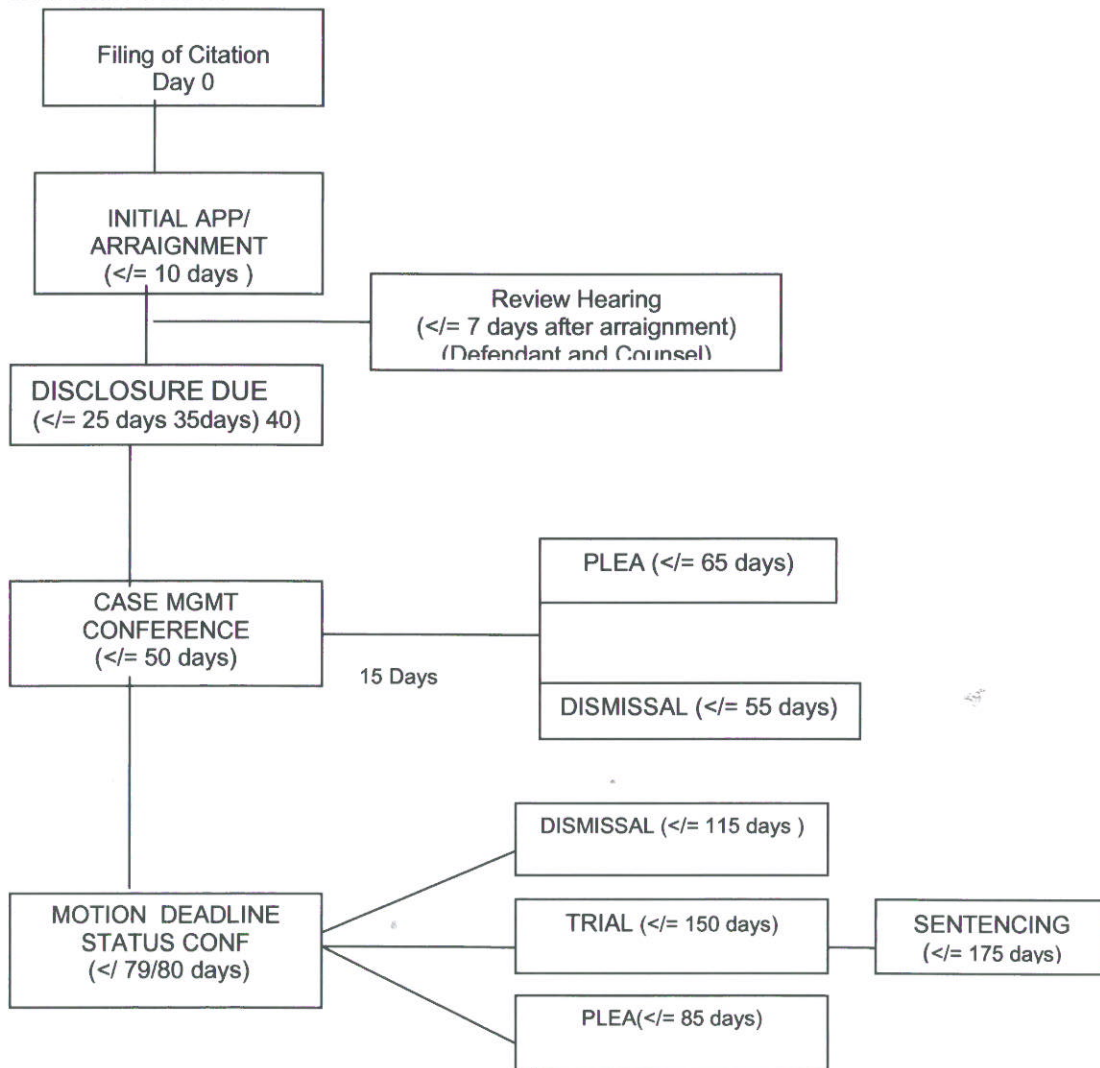 Filing of Citation
Day 0
INITIAL APP/
ARRAIGNMENT
(</= 10 days )
Review Hearing
(</= 7 days after arraignment)
(Defendant and Counsel)
DISCLOSURE DUE
(</= 25 days 35days) 40)
CASE MGMT
CONFERENCE
(</= 50 days)
15 Days
PLEA (</= 65 days)
DISMISSAL (</= 55 days)
DISMISSAL (</= 115 days )
MOTION DEADLINE
STATUS CONF
(</ 79/80 days)
TRIAL (</= 150 days)
SENTENCING
(</= 175 days)
PLEA(</= 85 days)